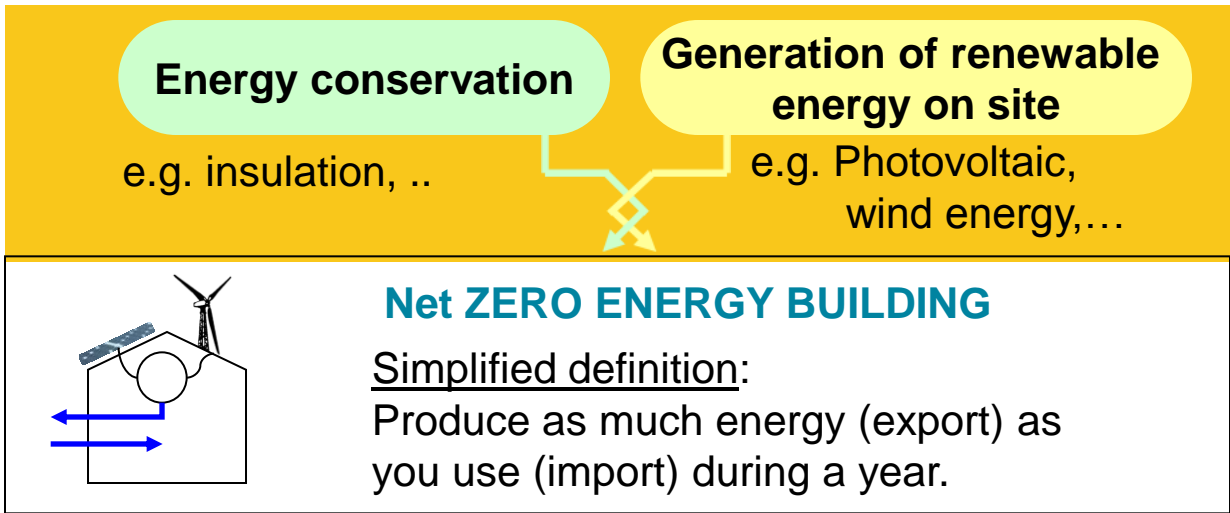 Energy conservation
Generation of renewable
energy on site
e.g. insulation, ..
e.g. Photovoltaic,
wind energy,…
Net ZERO ENERGY BUILDING
Simplified definition:
Produce as much energy (export) as
you use (import) during a year.